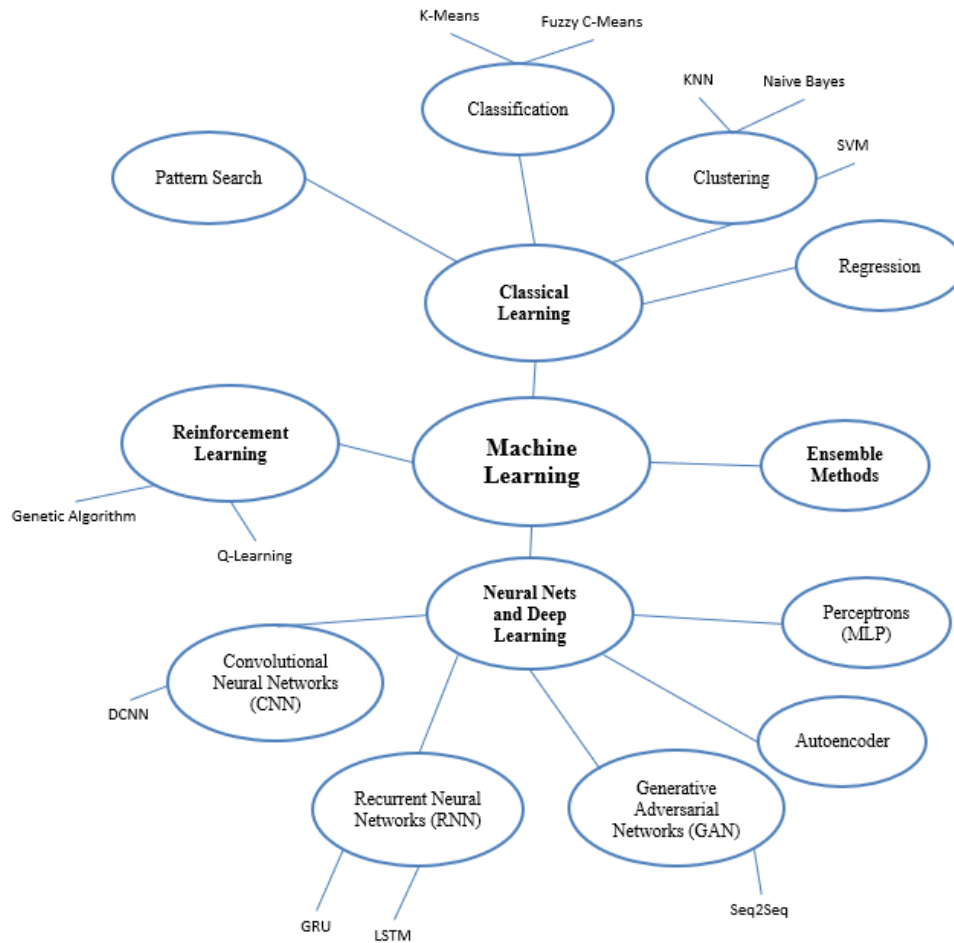 K-Means
Fuzzy C-Means
Classification
KNN
Naive Bayes
SVM
Clustering
Pattern Search
Regression
Classical
Learning
Reinforcement
Learning
Machine
Learning
Ensemble
Methods
Genetic Algorithm
Q-Learning
Neural Nets
and Deep
Learning
Perceptrons
(MLP)
Convolutional
Neural Networks
(CNN)
DCNN
Autoencoder
Recurrent Neural
Networks (RNN)
Generative
Adversarial
Networks (GAN)
GRU
LSTM
Seq2Seq